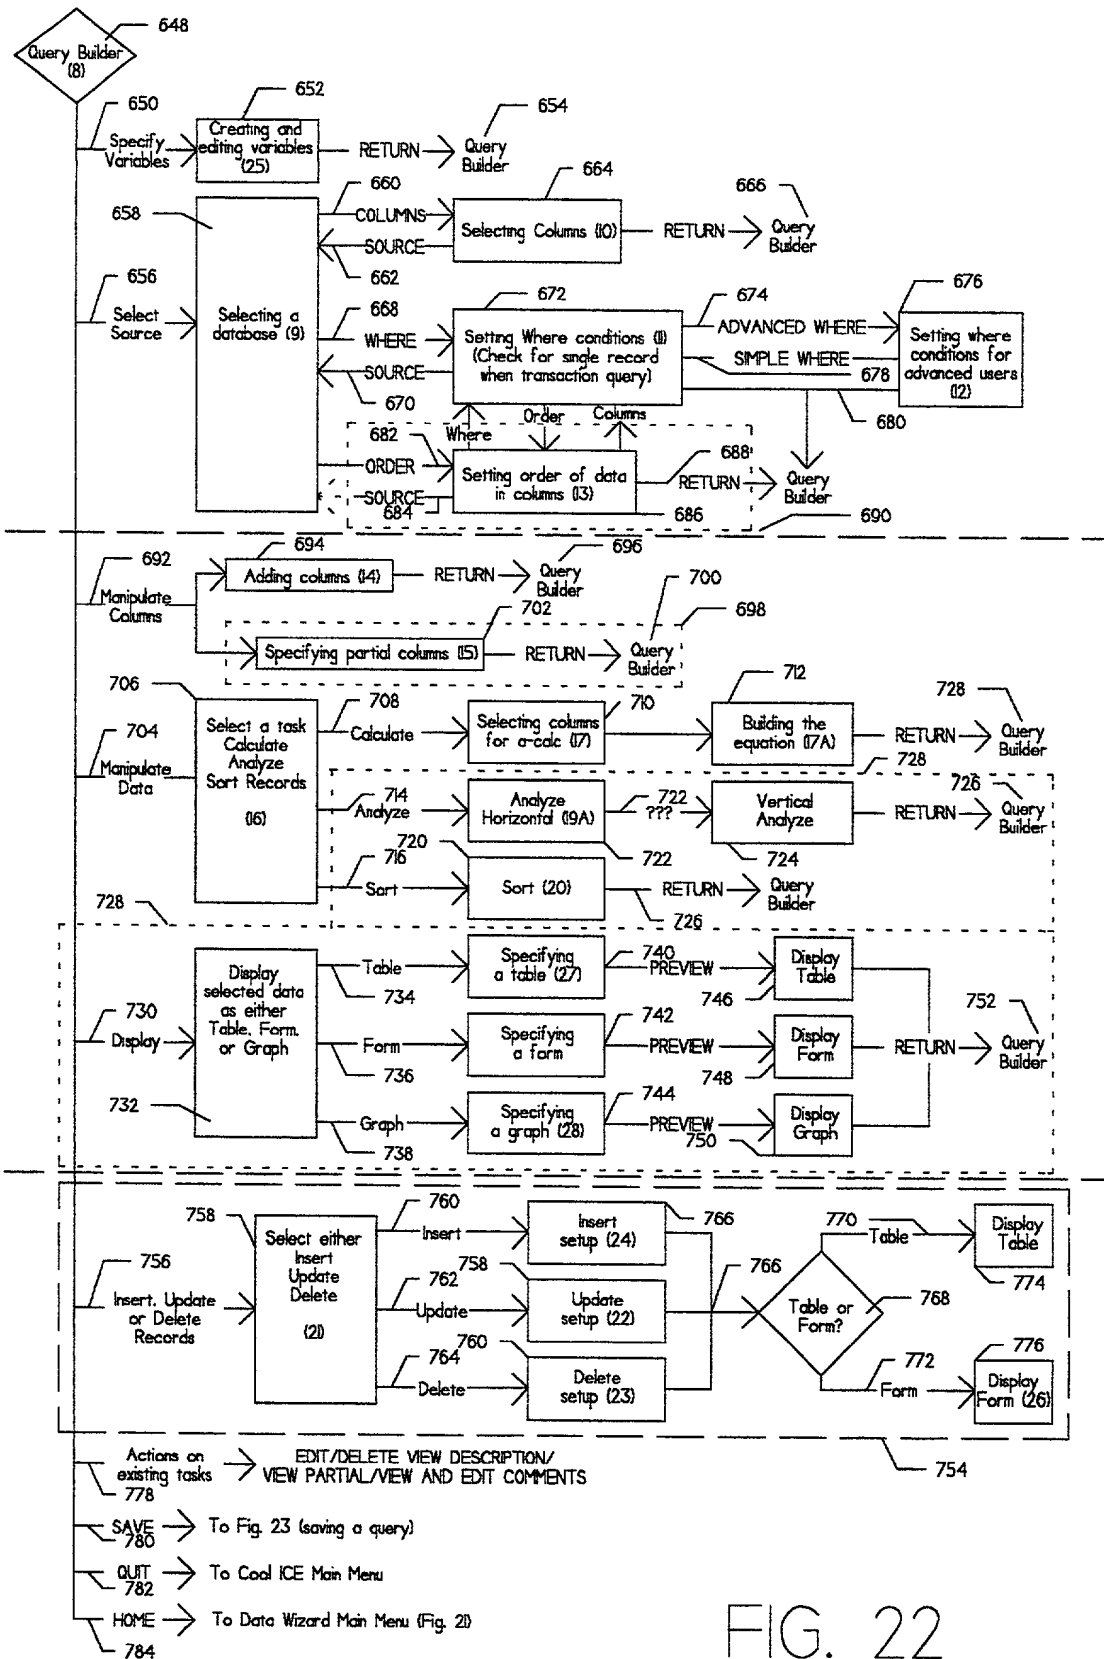 648
Query Builder
(8)
650
652
654
Specify
Variables
Creating and
editing variables
(25)
RETURN
Query
Builder
658
660
664
666
COLUMNS
Selecting Columns (10)
RETURN
Query
Builder
SOURCE
662
656
Select
Source
Selecting a
database (9)
668
672
674
676
WHERE
Setting Where conditions (11)
(Check for single record
when transaction query)
ADVANCED WHERE
Setting where
conditions for
advanced users
(12)
SIMPLE WHERE
678
SOURCE
670
680
Where
Order
Columns
682
688
ORDER
Setting order of data
in columns (13)
RETURN
Query
Builder
SOURCE
684
686
690
692
694
696
Manipulate
Columns
Adding columns (14)
RETURN
Query
Builder
700
702
698
Specifying partial columns (15)
RETURN
Query
Builder
706
708
710
712
728
704
Manipulate
Data
Select a task
Calculate
Analyze
Sort Records
(16)
Calculate
Selecting columns
for a-calc (17)
Building the
equation (17A)
RETURN
Query
Builder
728
714
Analyze
Analyze
Horizontal (19A)
722
???
Vertical
Analyze
RETURN
726
Query
Builder
720
722
724
716
Sort
Sort (20)
RETURN
Query
Builder
726
728
730
Display
Display
selected data
as either
Table, Form,
or Graph
732
Table
734
Specifying
a table (27)
740
PREVIEW
746
Display
Table
752
Form
736
Specifying
a form
742
PREVIEW
748
Display
Form
RETURN
Query
Builder
Graph
738
Specifying
a graph (28)
744
PREVIEW
750
Display
Graph
758
760
766
770
Insert
Insert
setup (24)
Table
Display
Table
774
756
Insert, Update
or Delete
Records
Select either
Insert
Update
Delete
(21)
762
Update
758
Update
setup (22)
766
Table or
Form?
768
764
Delete
760
Delete
setup (23)
772
Form
776
Display
Form (26)
754
Actions on
existing tasks
778
EDIT/DELETE VIEW DESCRIPTION/
VIEW PARTIAL/VIEW AND EDIT COMMENTS
SAVE
780
To Fig. 23 (saving a query)
QUIT
782
To Cool ICE Main Menu
HOME
784
To Data Wizard Main Menu (Fig. 21)
FIG. 22